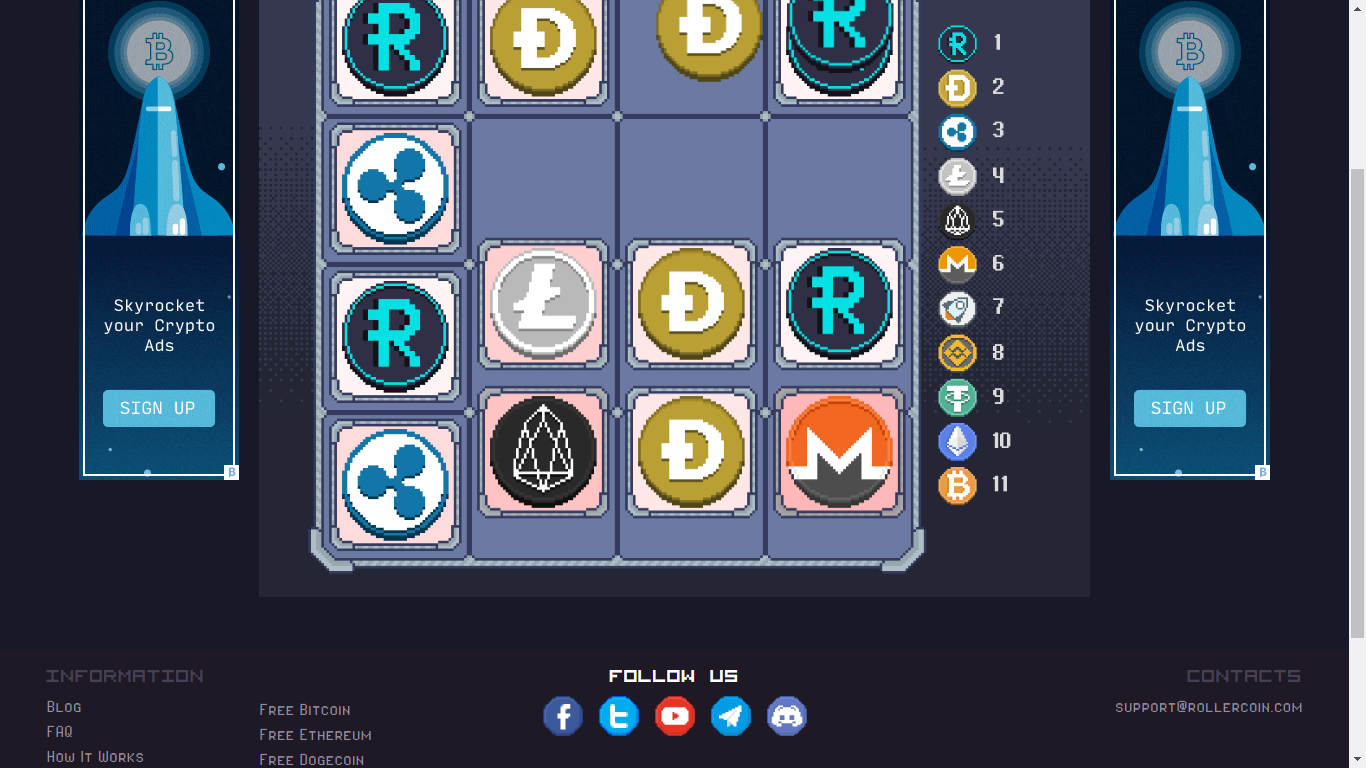 1
2
3
4
5
6
7
8
9
10
11
Skyrocket
your Crypto
Ads
SIGN UP
Skyrocket
your Crypto
Ads
SIGN UP
INFORMATION
Blog
FAQ
How It Works
Free Bitcoin
Free Ethereum
Free Dogecoin
FOLLOW US
CONTACTS
support@rollercoin.com